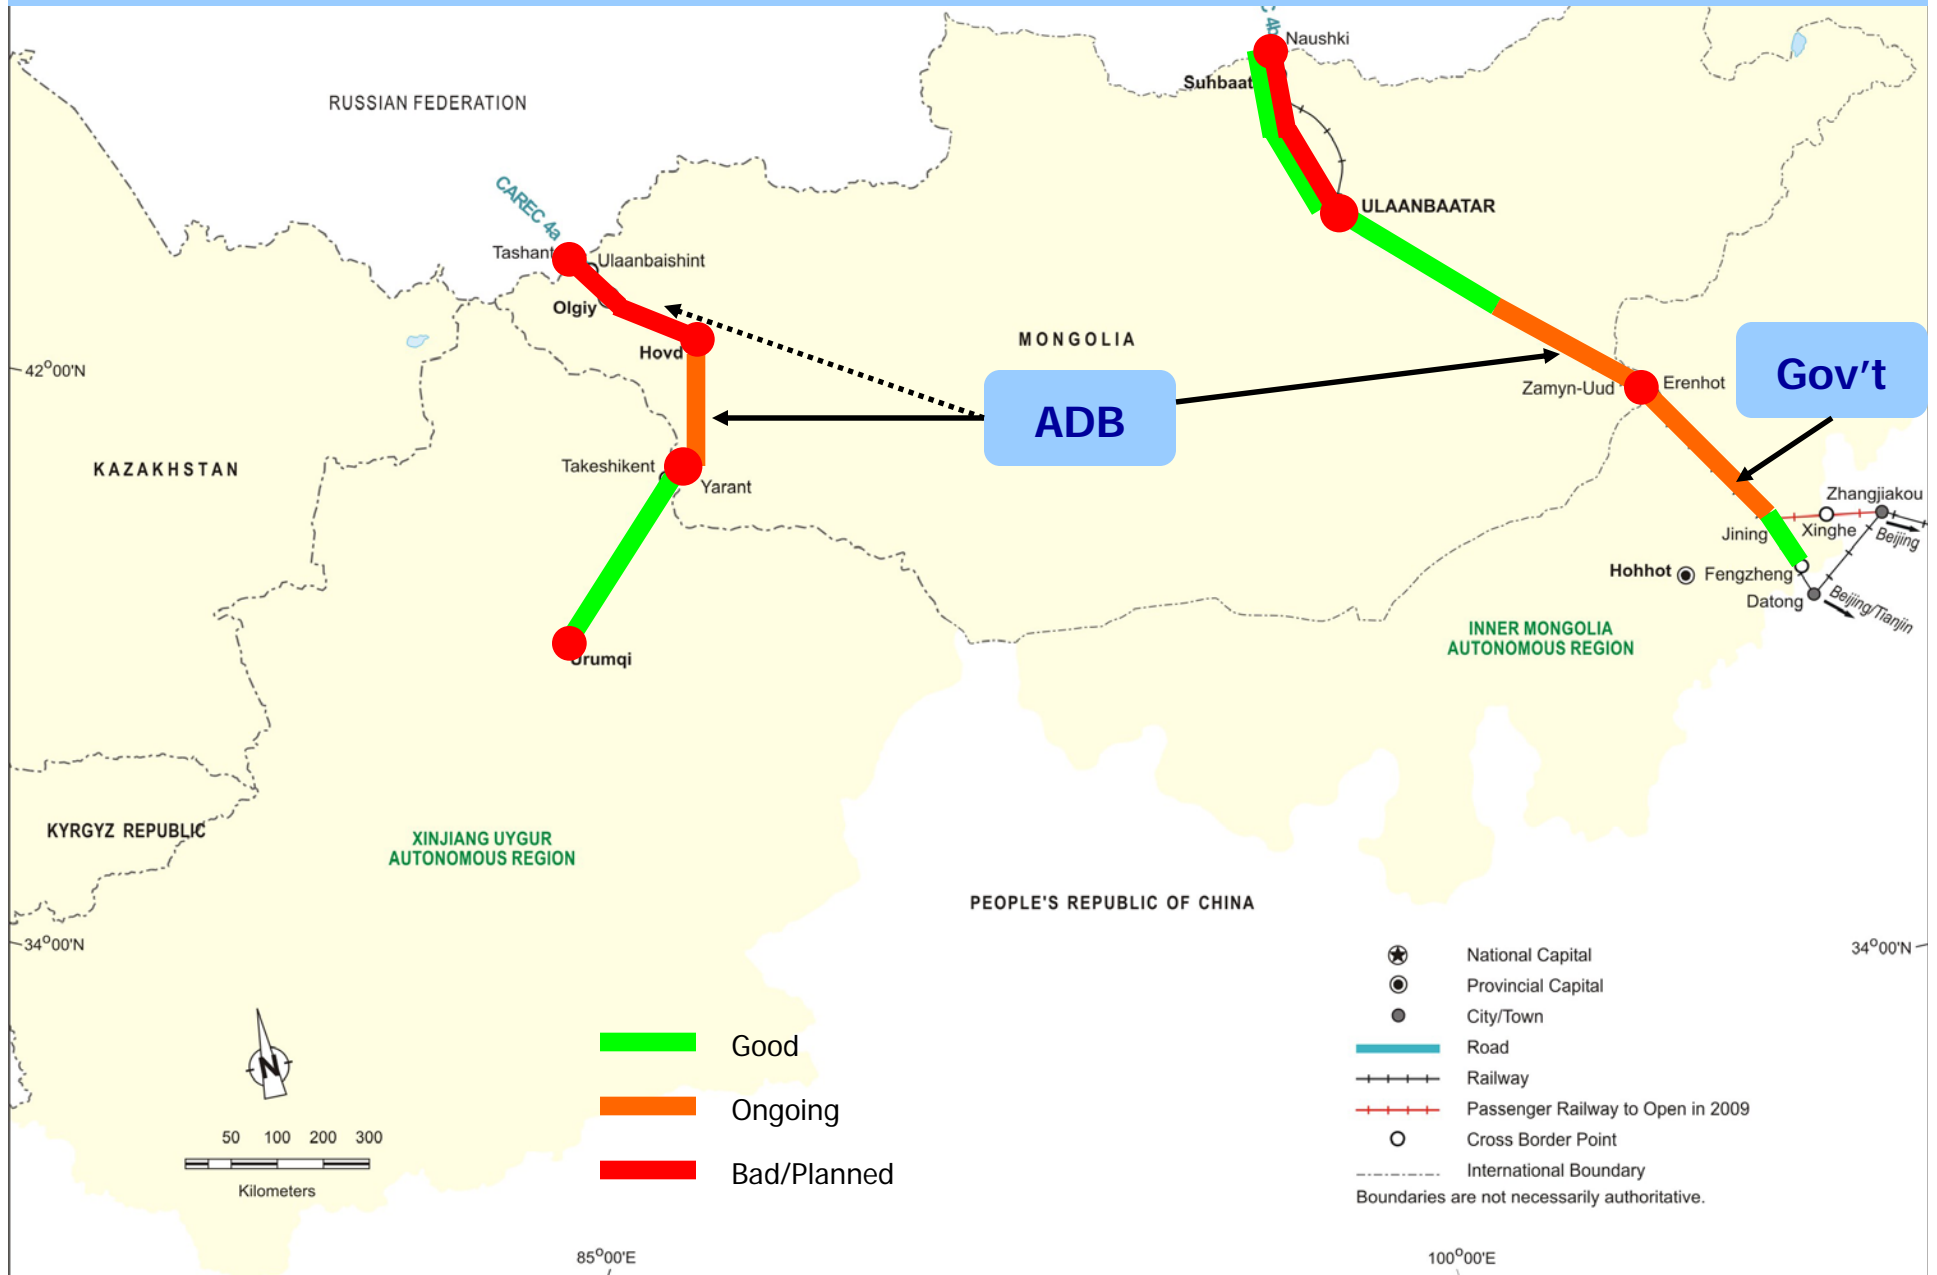 C 4b
Naushki
Suhbaat
RUSSIAN FEDERATION
CAREC 4a
ULAANBAATAR
Tashant
Ulaanbaishint
Olgiy
MONGOLIA
Hovd
42°00'N
ADB
Gov't
Zamyn-Uud
Erenhot
KAZAKHSTAN
Takeshikent
Yarant
Zhangjiakou
Jining
Xinghe
Beijing
Hohhot
Fengzheng
Datong
Beijing/Tianjin
INNER MONGOLIA
AUTONOMOUS REGION
Urumqi
KYRGYZ REPUBLIC
XINJIANG UYGUR
AUTONOMOUS REGION
PEOPLE'S REPUBLIC OF CHINA
34°00'N
34°00'N
National Capital
Provincial Capital
City/Town
Road
Railway
Passenger Railway to Open in 2009
Cross Border Point
International Boundary
Boundaries are not necessarily authoritative.
Good
Ongoing
Bad/Planned
N
50 100 200 300
Kilometers
85°00'E
100°00'E